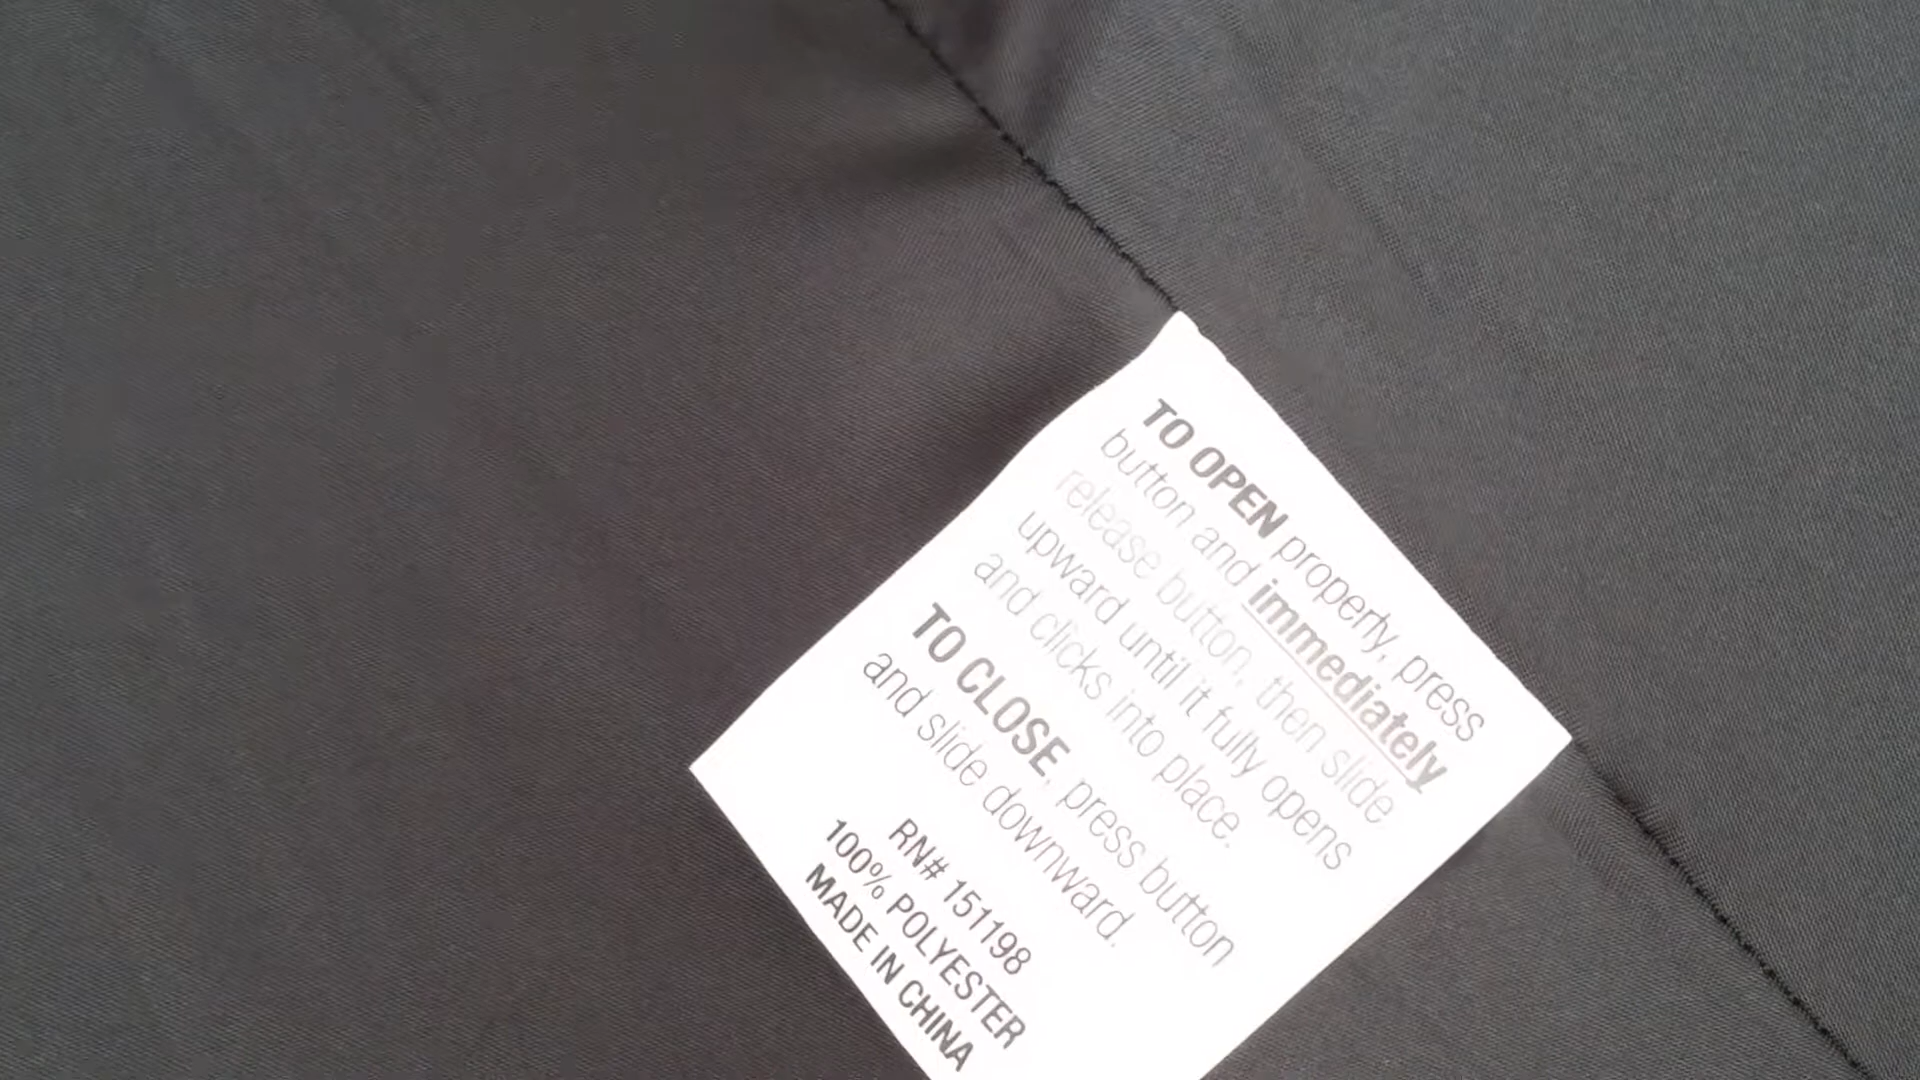 TO OPEN property, press
button and immediately
release button, then slide
upward until it fully opens
and clicks into place.
TO CLOSE, press button
and slide downward.
RN# 151198
100% POLYESTER
MADE IN CHINA